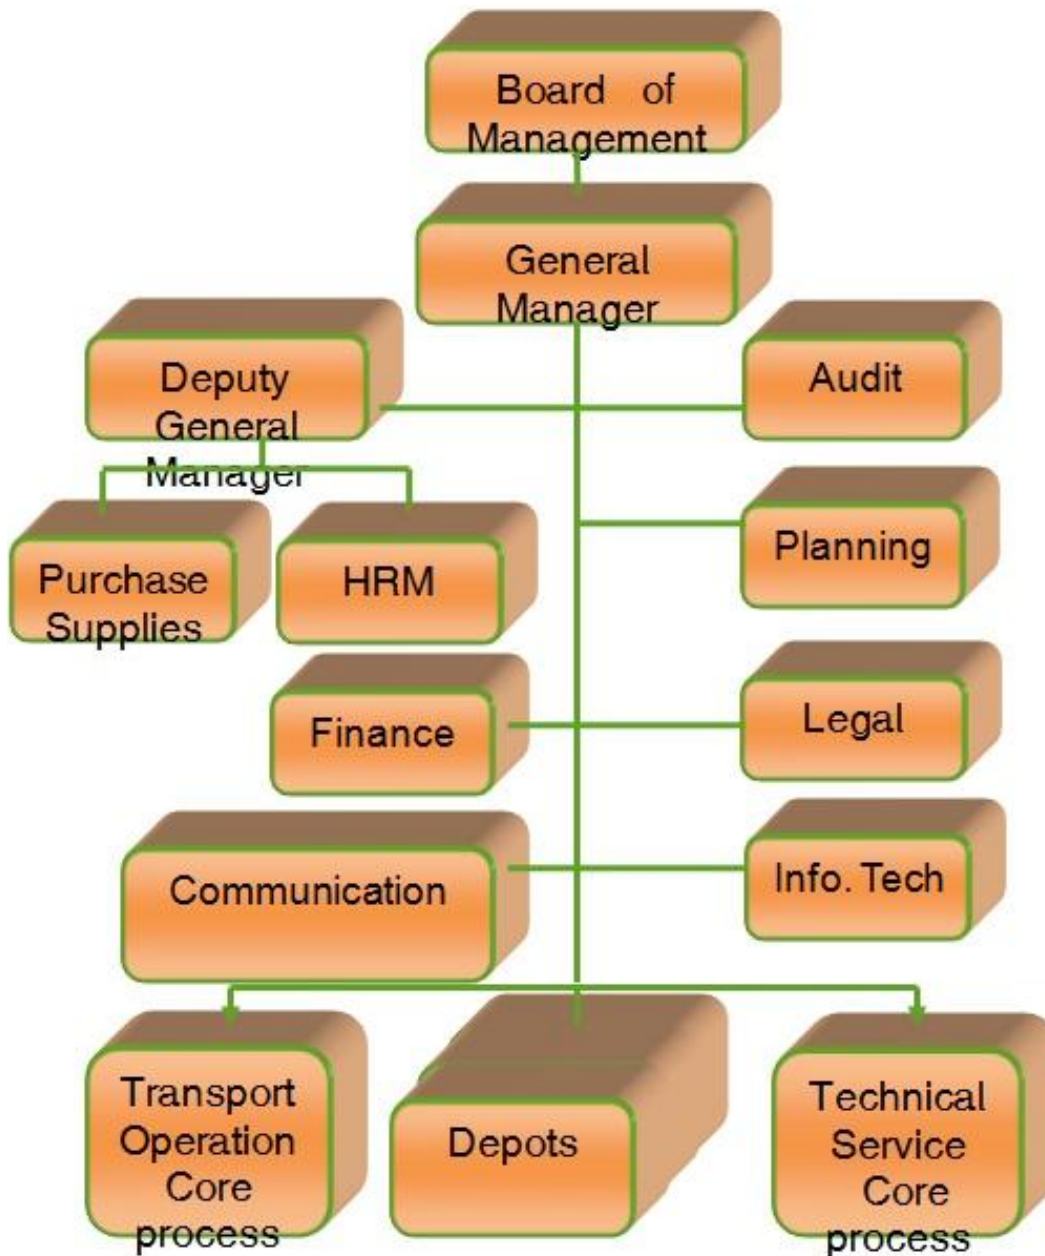 Board of
Management
General
Manager
Deputy
General
Manager
Audit
Purchase
Supplies
HRM
Planning
Finance
Legal
Communication
Info. Tech
Transport
Operation
Core
process
Depots
Technical
Service
Core
process